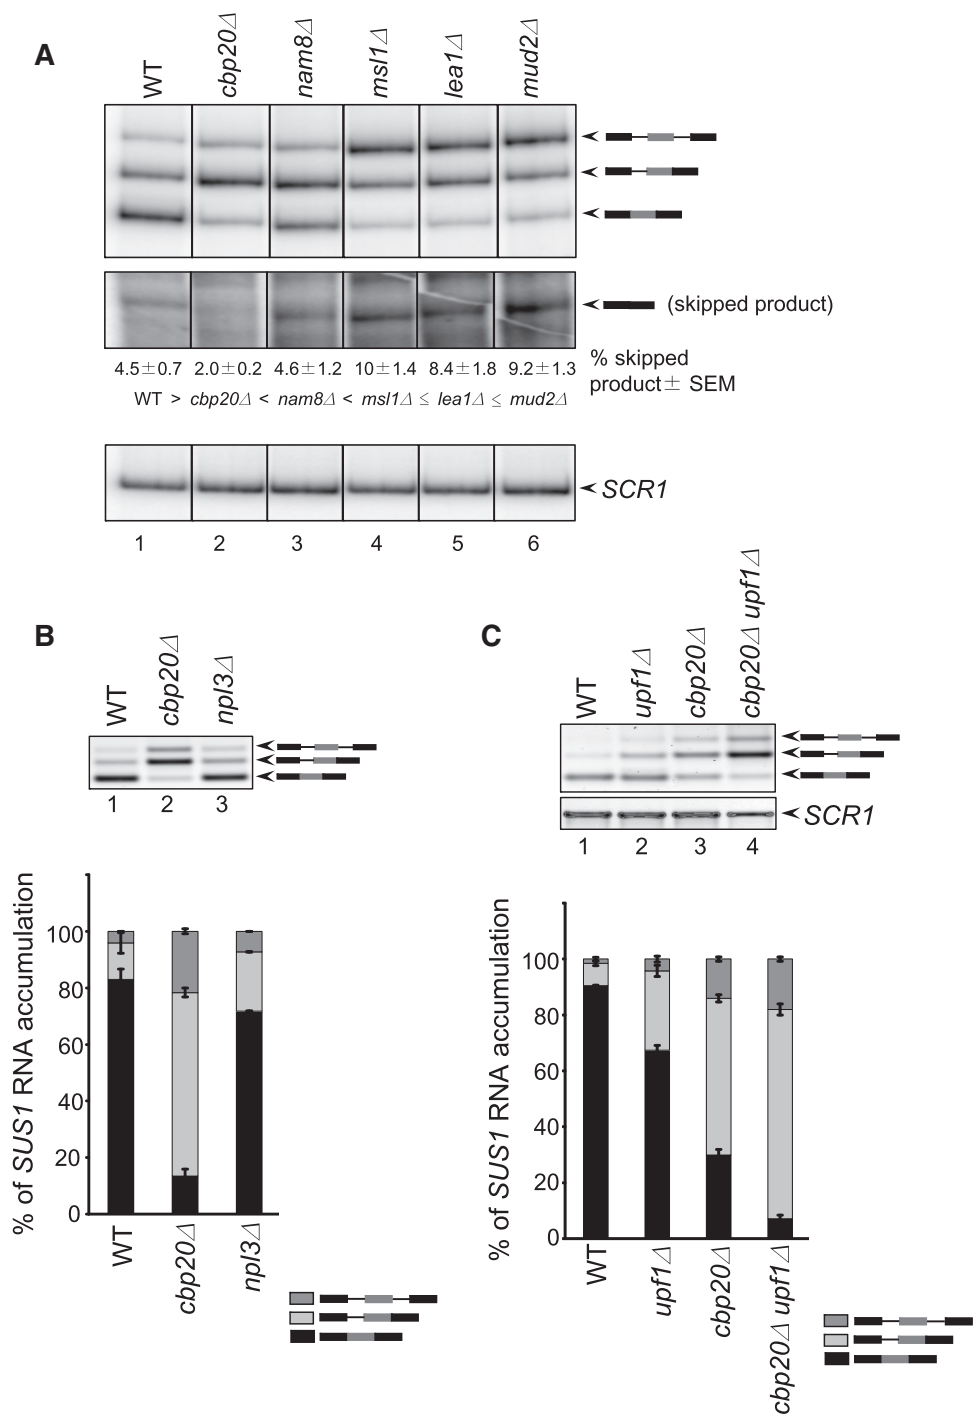 A
WT cbp20Δ nam8Δ msl1Δ lea1Δ mud2Δ
(skipped product)
4.5±0.7 2.0±0.2 4.6±1.2 10±1.4 8.4±1.8 9.2±1.3
% skipped
product± SEM
WT > cbp20Δ < nam8Δ < msl1Δ ≤ lea1Δ ≤ mud2Δ
SCR1
1 2 3 4 5 6
B
WT cbp20Δ npl3Δ
1 2 3
% of SUS1 RNA accumulation
100
80
60
40
20
0
WT cbp20Δ npl3Δ
C
WT upf1Δ cbp20Δ cbp20Δ upf1Δ
SCR1
1 2 3 4
% of SUS1 RNA accumulation
100
80
60
40
20
0
WT upf1Δ cbp20Δ cbp20Δ upf1Δ